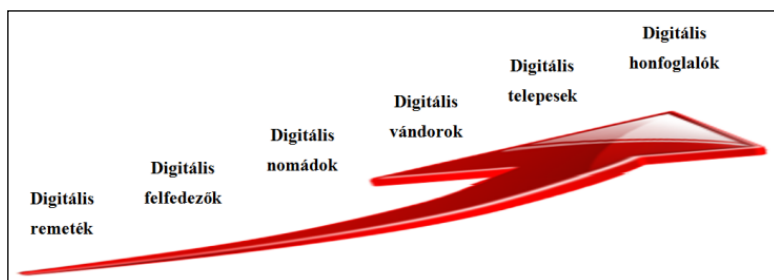 Digitális
remeték
Digitális
felfedezők
Digitális
nomádok
Digitális
vándorok
Digitális
telepesek
Digitális
honfoglalók